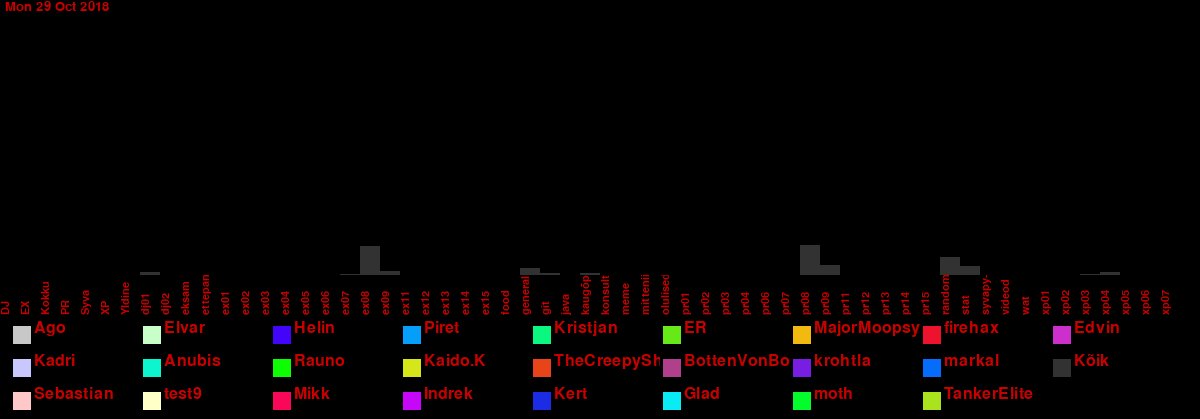 Mon 29 Oct 2018
DJ
EX
Kokku
PR
Syva
XP
Yldine
dj01
dj02
eksam
ettepan
ex01
ex02
ex03
ex04
ex05
ex06
ex07
ex08
ex09
ex11
ex12
ex13
ex14
ex15
food
general
git
java
kaugõp
konsult
meme
mittenii
olulised
pr01
pr02
pr03
pr04
pr06
pr07
pr08
pr09
pr11
pr12
pr13
pr14
pr15
random
stat
syvapy-
videod
wat
xp01
xp02
xp03
xp04
xp05
xp06
xp07
Ago Elvar Helin Piret Kristjan ER MajorMoopsy firehax Edvin
Kadri Anubis Rauno Kaido.K TheCreepySh BottenVonBo krohtla markal Kõik
Sebastian test9 Mikk Indrek Kert Glad moth TankerElite